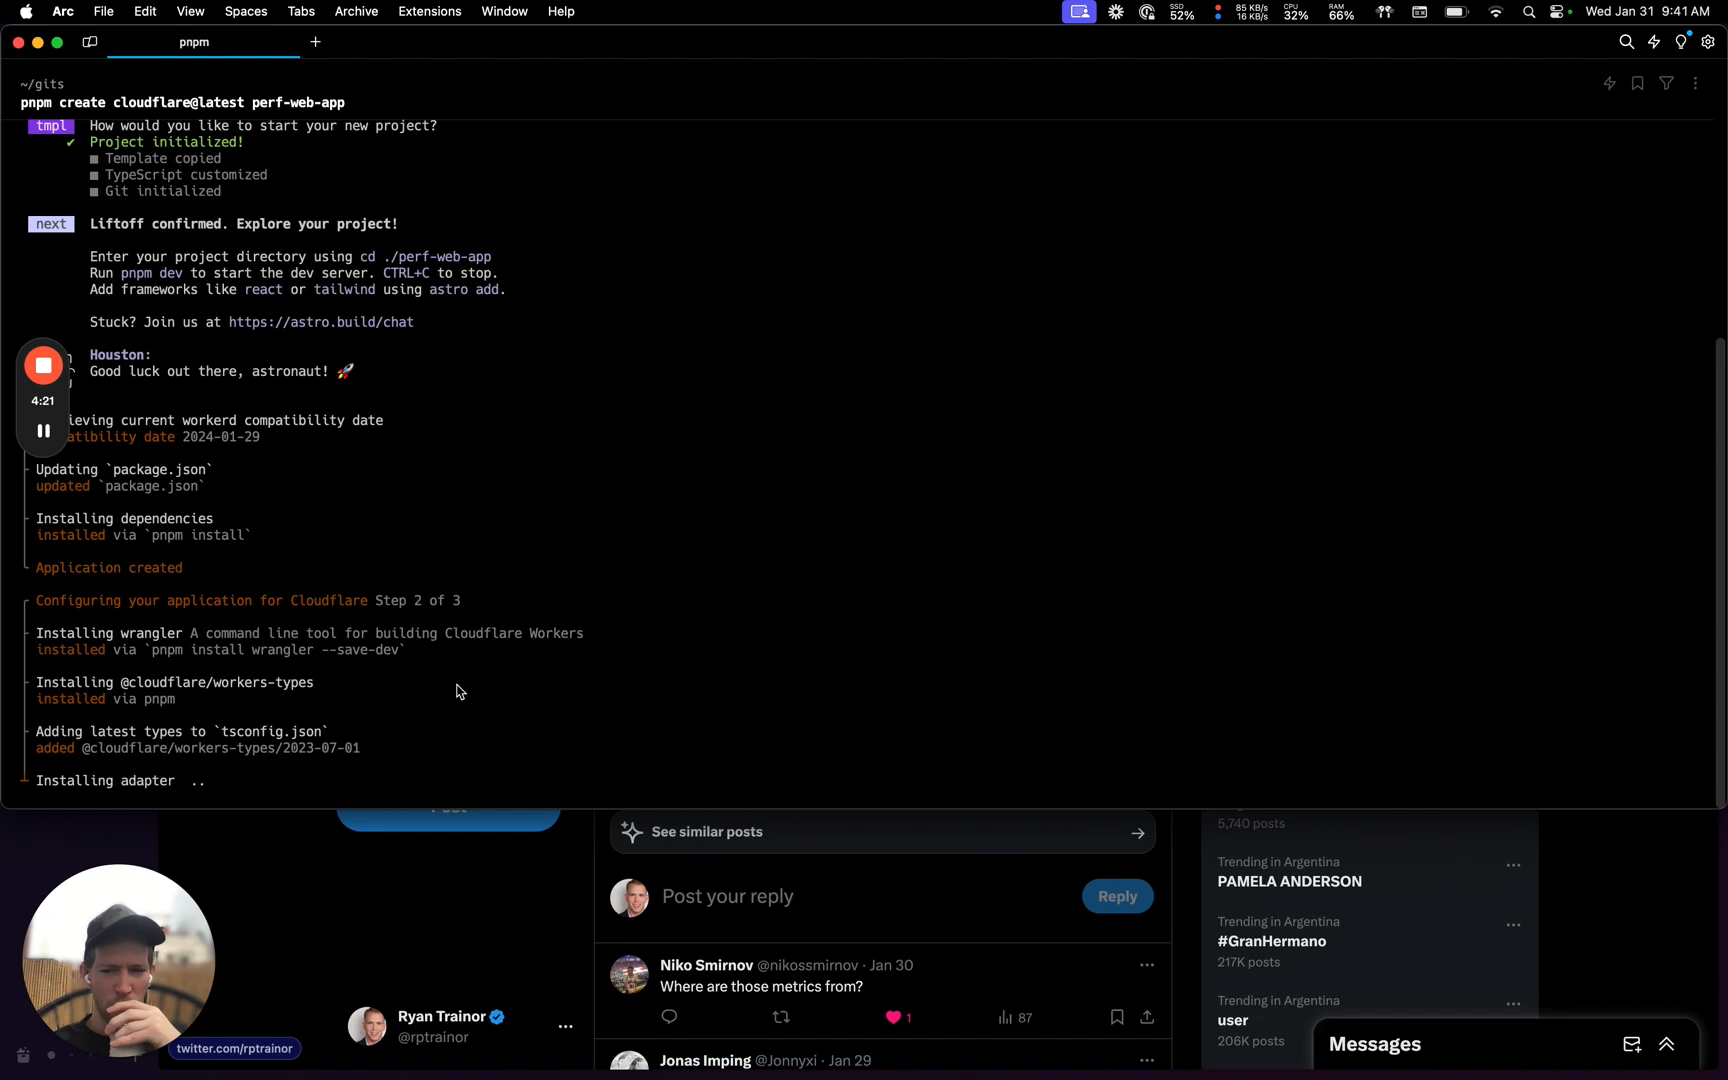 Arc File Edit View Spaces Tabs Archive Extensions Window Help
SSD 52% 85 KB/s 16 KB/s CPU 32% RAM 66% Wed Jan 31 9:41 AM
pnpm
~/gits
pnpm create cloudflare@latest perf-web-app
tmpl How would you like to start your new project?
✔ Project initialized!
■ Template copied
■ TypeScript customized
■ Git initialized
next Liftoff confirmed. Explore your project!
Enter your project directory using cd ./perf-web-app
Run pnpm dev to start the dev server. CTRL+C to stop.
Add frameworks like react or tailwind using astro add.
Stuck? Join us at https://astro.build/chat
Houston:
Good luck out there, astronaut! 🚀
4:21
ieving current workerd compatibility date
atibility date 2024-01-29
Updating `package.json`
updated `package.json`
Installing dependencies
installed via `pnpm install`
Application created
Configuring your application for Cloudflare Step 2 of 3
Installing wrangler A command line tool for building Cloudflare Workers
installed via `pnpm install wrangler --save-dev`
Installing @cloudflare/workers-types
installed via pnpm
Adding latest types to `tsconfig.json`
added @cloudflare/workers-types/2023-07-01
Installing adapter ..
See similar posts
Post your reply
Reply
Niko Smirnov @nikossmirnov · Jan 30
Where are those metrics from?
1
87
Jonas Imping @Jonnyxi · Jan 29
Ryan Trainor
@rptrainor
twitter.com/rptrainor
5,740 posts
Trending in Argentina
PAMELA ANDERSON
Trending in Argentina
#GranHermano
217K posts
Trending in Argentina
user
206K posts
Messages